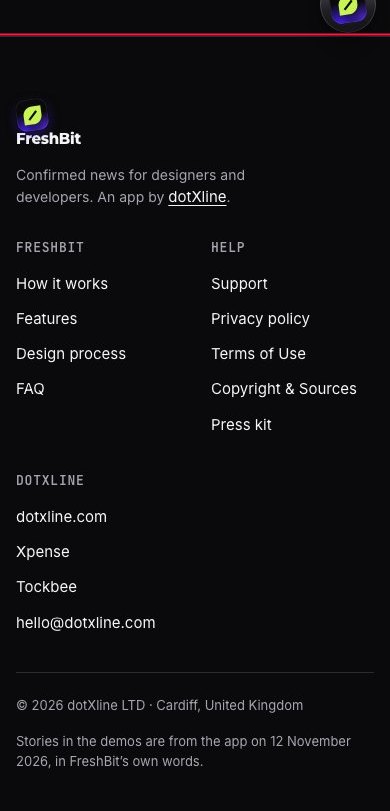 FreshBit
Confirmed news for designers and
developers. An app by dotXline.
FRESHBIT
How it works
Features
Design process
FAQ
HELP
Support
Privacy policy
Terms of Use
Copyright & Sources
Press kit
DOTXLINE
dotxline.com
Xpense
Tockbee
hello@dotxline.com
© 2026 dotXline LTD · Cardiff, United Kingdom
Stories in the demos are from the app on 12 November
2026, in FreshBit’s own words.